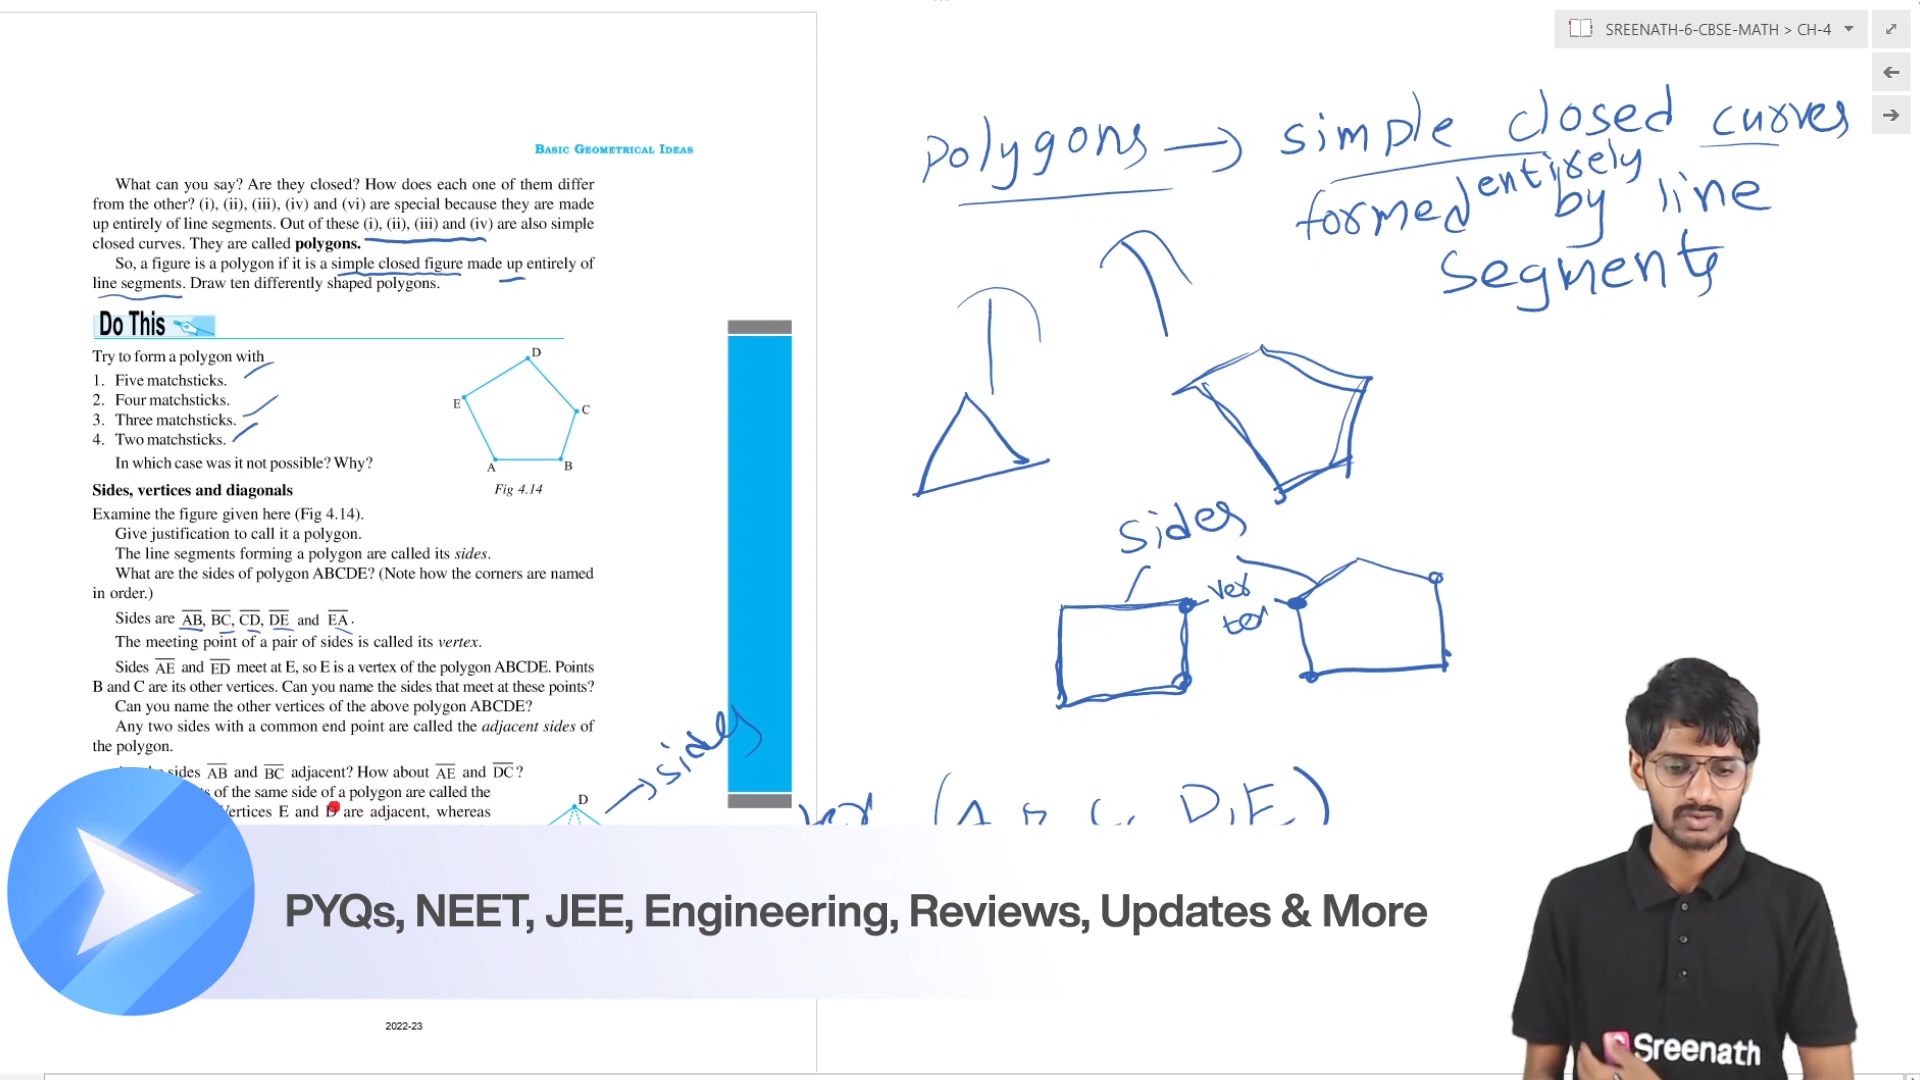 SREENATH-6-CBSE-MATH > CH-4
BASIC GEOMETRICAL IDEAS
What can you say? Are they closed? How does each one of them differ
from the other? (i), (ii), (iii), (iv) and (vi) are special because they are made
up entirely of line segments. Out of these (i), (ii), (iii) and (iv) are also simple
closed curves. They are called polygons.
So, a figure is a polygon if it is a simple closed figure made up entirely of
line segments. Draw ten differently shaped polygons.
Do This
Try to form a polygon with
1. Five matchsticks.
2. Four matchsticks.
3. Three matchsticks.
4. Two matchsticks.
In which case was it not possible? Why?
D
E
C
A
B
Fig 4.14
Sides, vertices and diagonals
Examine the figure given here (Fig 4.14).
Give justification to call it a polygon.
The line segments forming a polygon are called its sides.
What are the sides of polygon ABCDE? (Note how the corners are named
in order.)
Sides are AB, BC, CD, DE and EA.
The meeting point of a pair of sides is called its vertex.
Sides AE and ED meet at E, so E is a vertex of the polygon ABCDE. Points
B and C are its other vertices. Can you name the sides that meet at these points?
Can you name the other vertices of the above polygon ABCDE?
Any two sides with a common end point are called the adjacent sides of
the polygon.
sides AB and BC adjacent? How about AE and DC?
of the same side of a polygon are called the
Vertices E and D are adjacent, whereas
D
sides
polygons → simple closed curves
formed entirely by line
segments
sides
ver
tex
D, E )
PYQs, NEET, JEE, Engineering, Reviews, Updates & More
2022-23
Sreenath